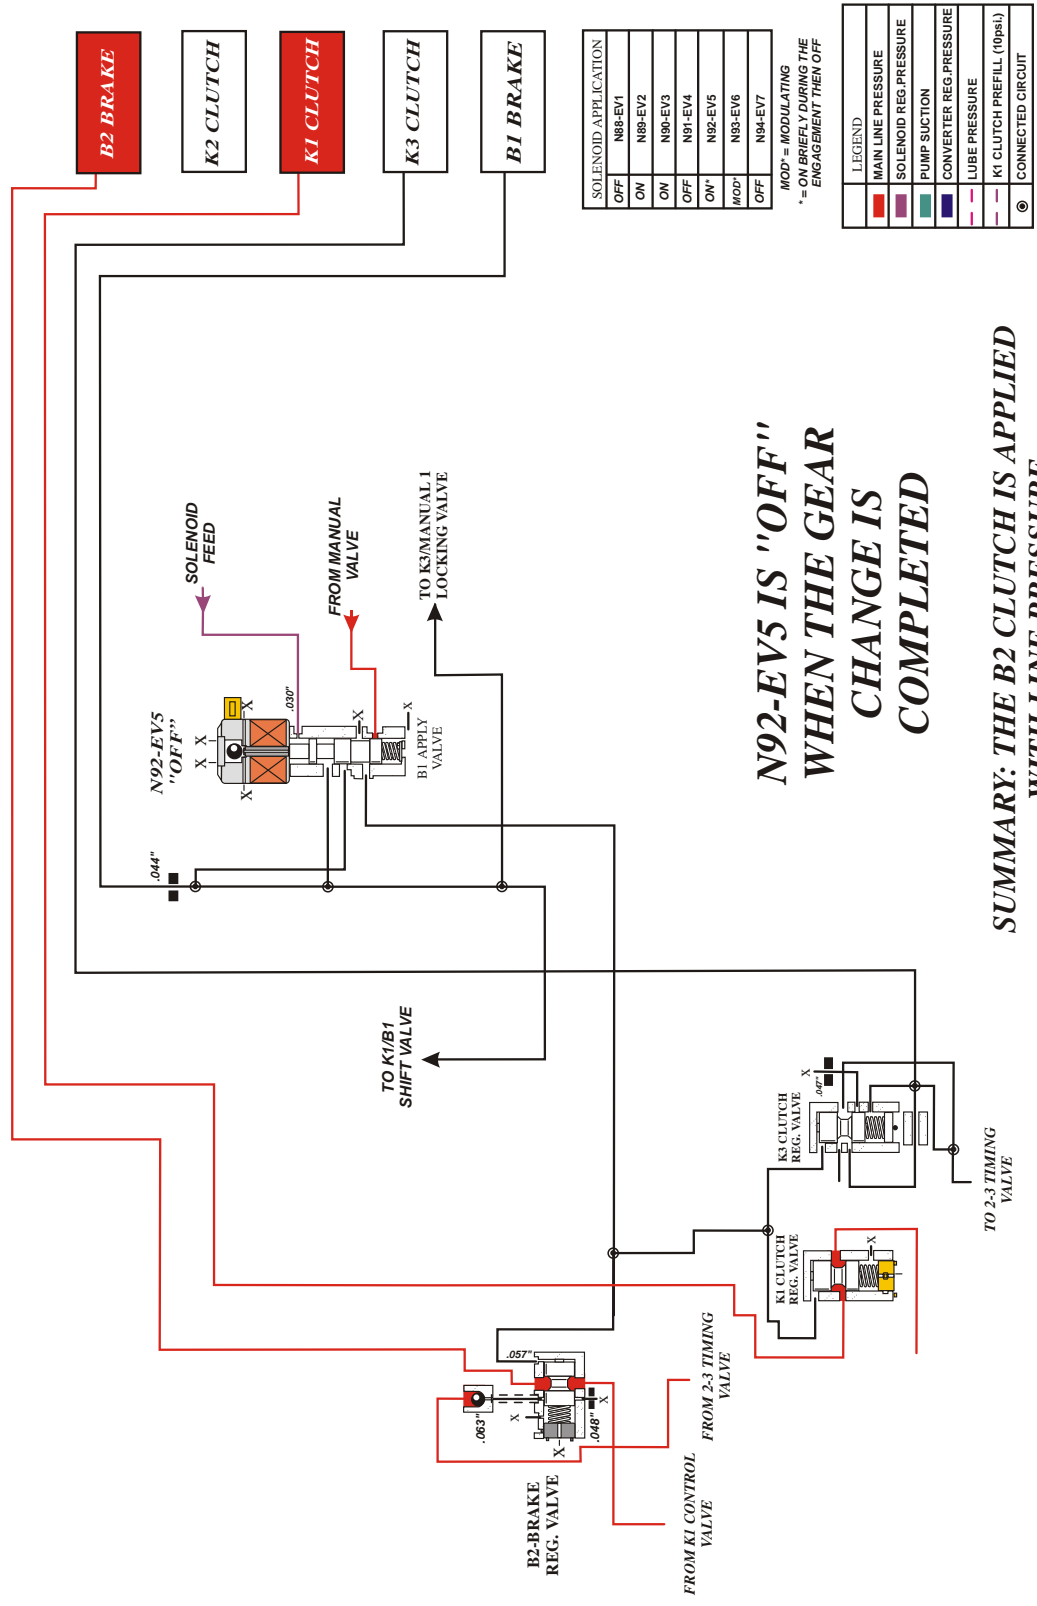 B2 BRAKE
K2 CLUTCH
K1 CLUTCH
K3 CLUTCH
B1 BRAKE
SOLENOID APPLICATION
OFF N88-EV1
ON N89-EV2
ON N90-EV3
OFF N91-EV4
ON* N92-EV5
MOD* N93-EV6
OFF N94-EV7
MOD* = MODULATING
* = ON BRIEFLY DURING THE
ENGAGEMENT THEN OFF
LEGEND
MAIN LINE PRESSURE
SOLENOID REG.PRESSURE
PUMP SUCTION
CONVERTER REG.PRESSURE
LUBE PRESSURE
K1 CLUTCH PREFILL (10psi.)
CONNECTED CIRCUIT
SOLENOID
FEED
FROM MANUAL
VALVE
TO K3/MANUAL 1
LOCKING VALVE
N92-EV5
"OFF"
X
X
X
X
.030"
X
X
B1 APPLY
VALVE
.044"
N92-EV5 IS "OFF"
WHEN THE GEAR
CHANGE IS
COMPLETED
SUMMARY: THE B2 CLUTCH IS APPLIED
WITH LINE PRESSURE
TO K1/B1
SHIFT VALVE
K3 CLUTCH
REG. VALVE
X
.047"
TO 2-3 TIMING
VALVE
K1 CLUTCH
REG. VALVE
X
.057"
.063"
X
X
.048"
X
B2-BRAKE
REG. VALVE
FROM 2-3 TIMING
VALVE
FROM K1 CONTROL
VALVE